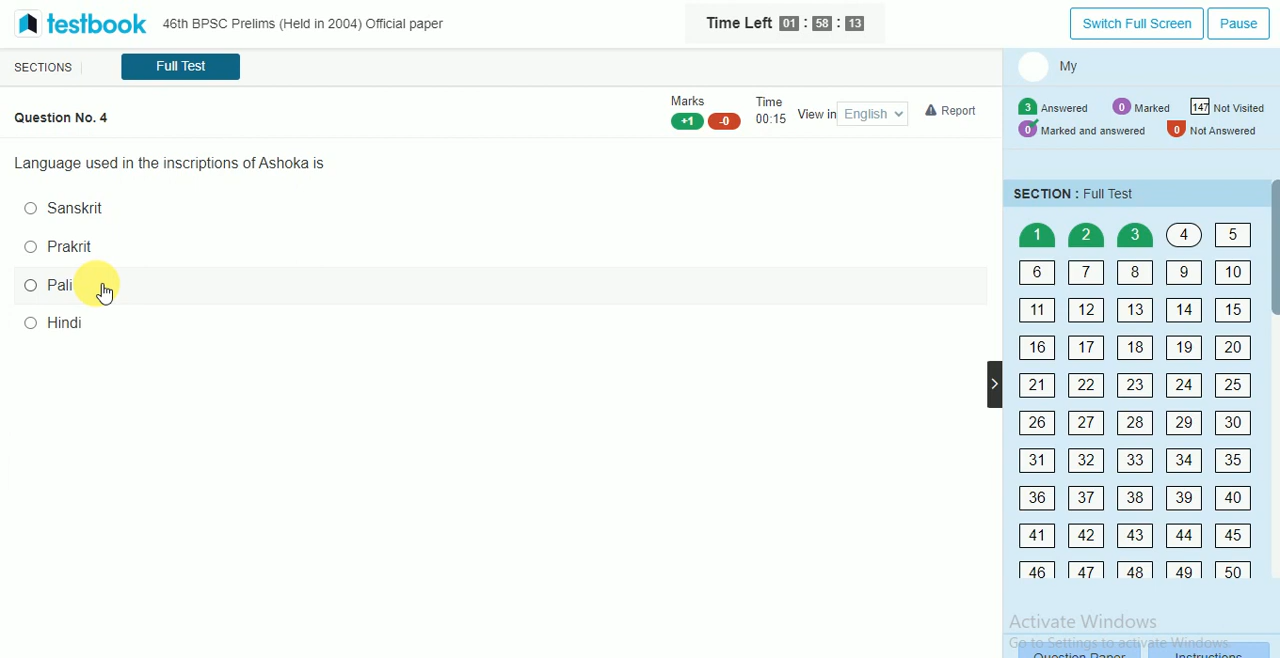 testbook 46th BPSC Prelims (Held in 2004) Official paper Time Left 01 : 58 : 13 Switch Full Screen Pause
SECTIONS Full Test My
Question No. 4 Marks +1 -0 Time 00:15 View in English Report
3 Answered 0 Marked 147 Not Visited
0 Marked and answered 0 Not Answered
Language used in the inscriptions of Ashoka is
Sanskrit
Prakrit
Pali
Hindi
SECTION : Full Test
1 2 3 4 5
6 7 8 9 10
11 12 13 14 15
16 17 18 19 20
21 22 23 24 25
26 27 28 29 30
31 32 33 34 35
36 37 38 39 40
41 42 43 44 45
46 47 48 49 50
Activate Windows
Go to Settings to activate Windows.
Question Paper Instructions